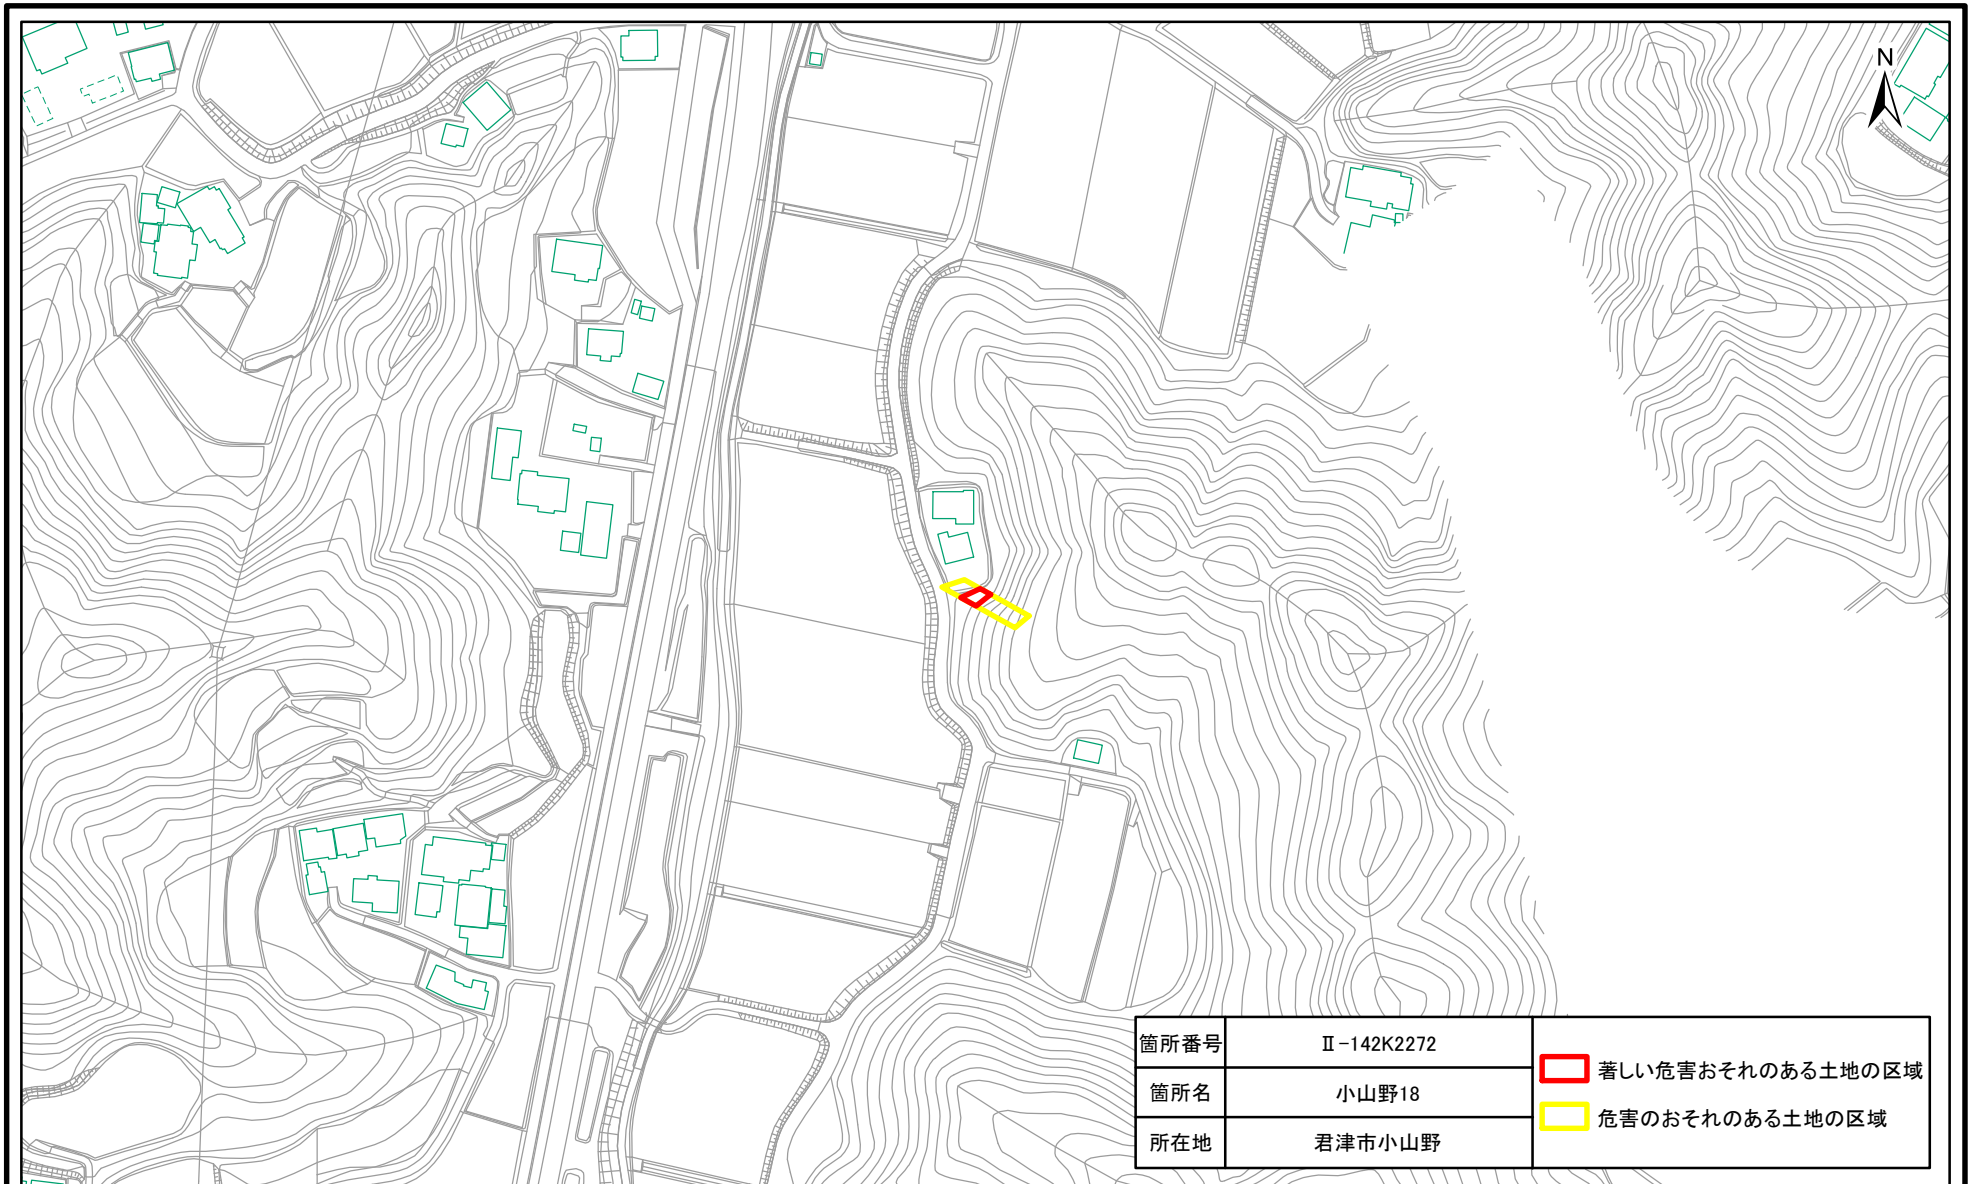 N
箇所番号 Ⅱ-142K2272
箇所名 小山野18
所在地 君津市小山野
著しい危害おそれのある土地の区域
危害のおそれのある土地の区域